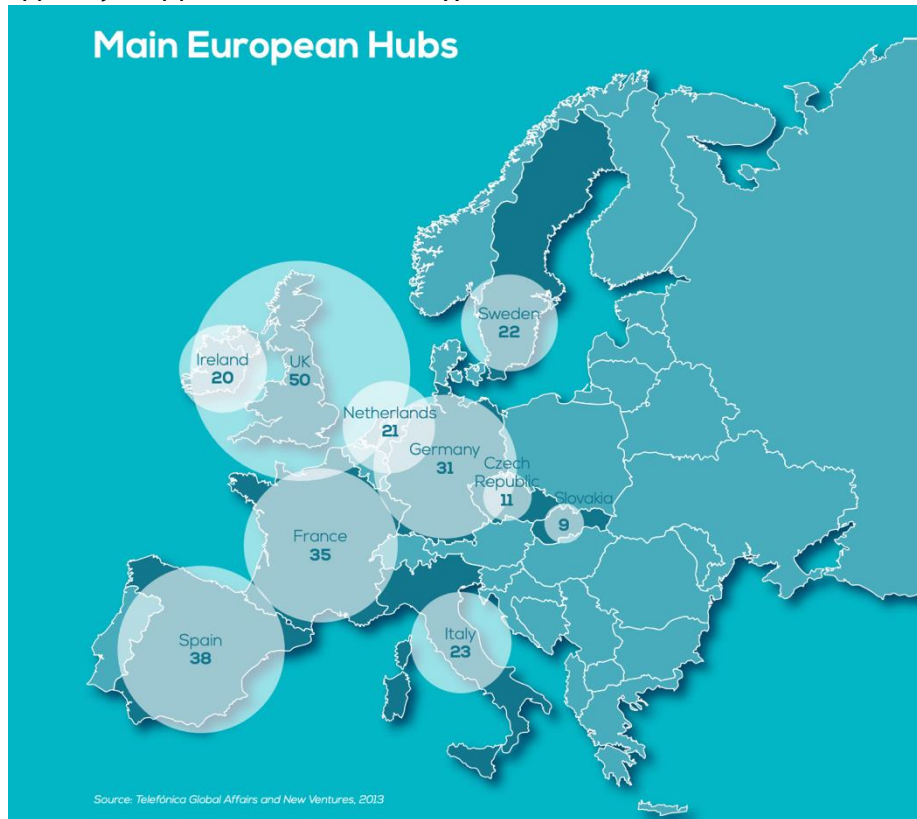 Main European Hubs
Sweden
22
Ireland
20
UK
50
Netherlands
21
Germany
31
Czech
Republic
11
Slovakia
9
France
35
Spain
38
Italy
23
Source: Telefónica Global Affairs and New Ventures, 2013